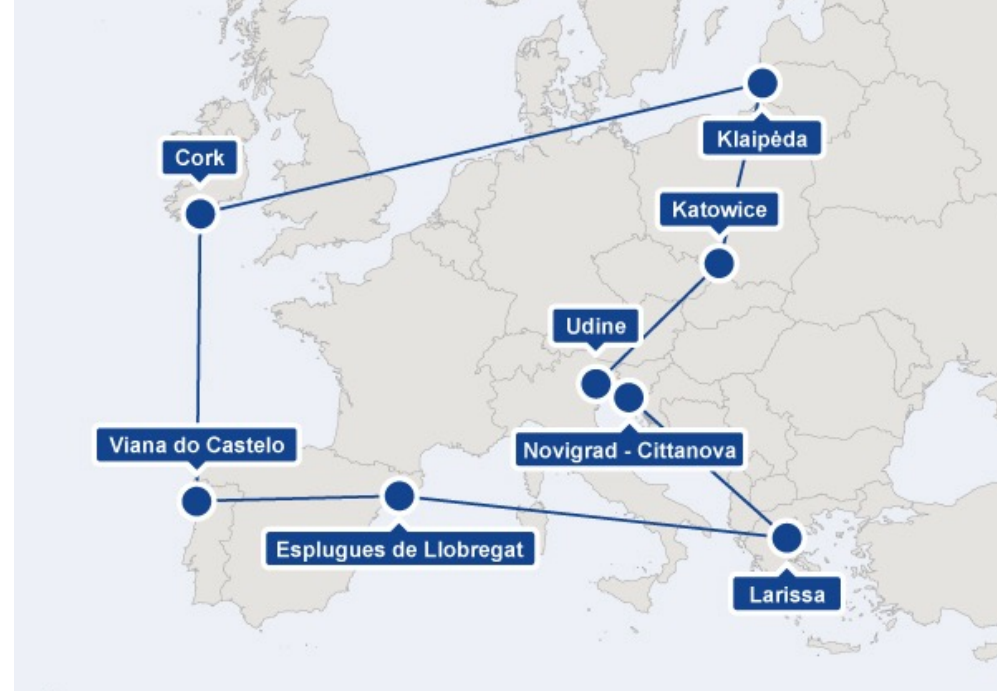 Klaipėda
Cork
Katowice
Udine
Viana do Castelo
Novigrad - Cittanova
Esplugues de Llobregat
Larissa